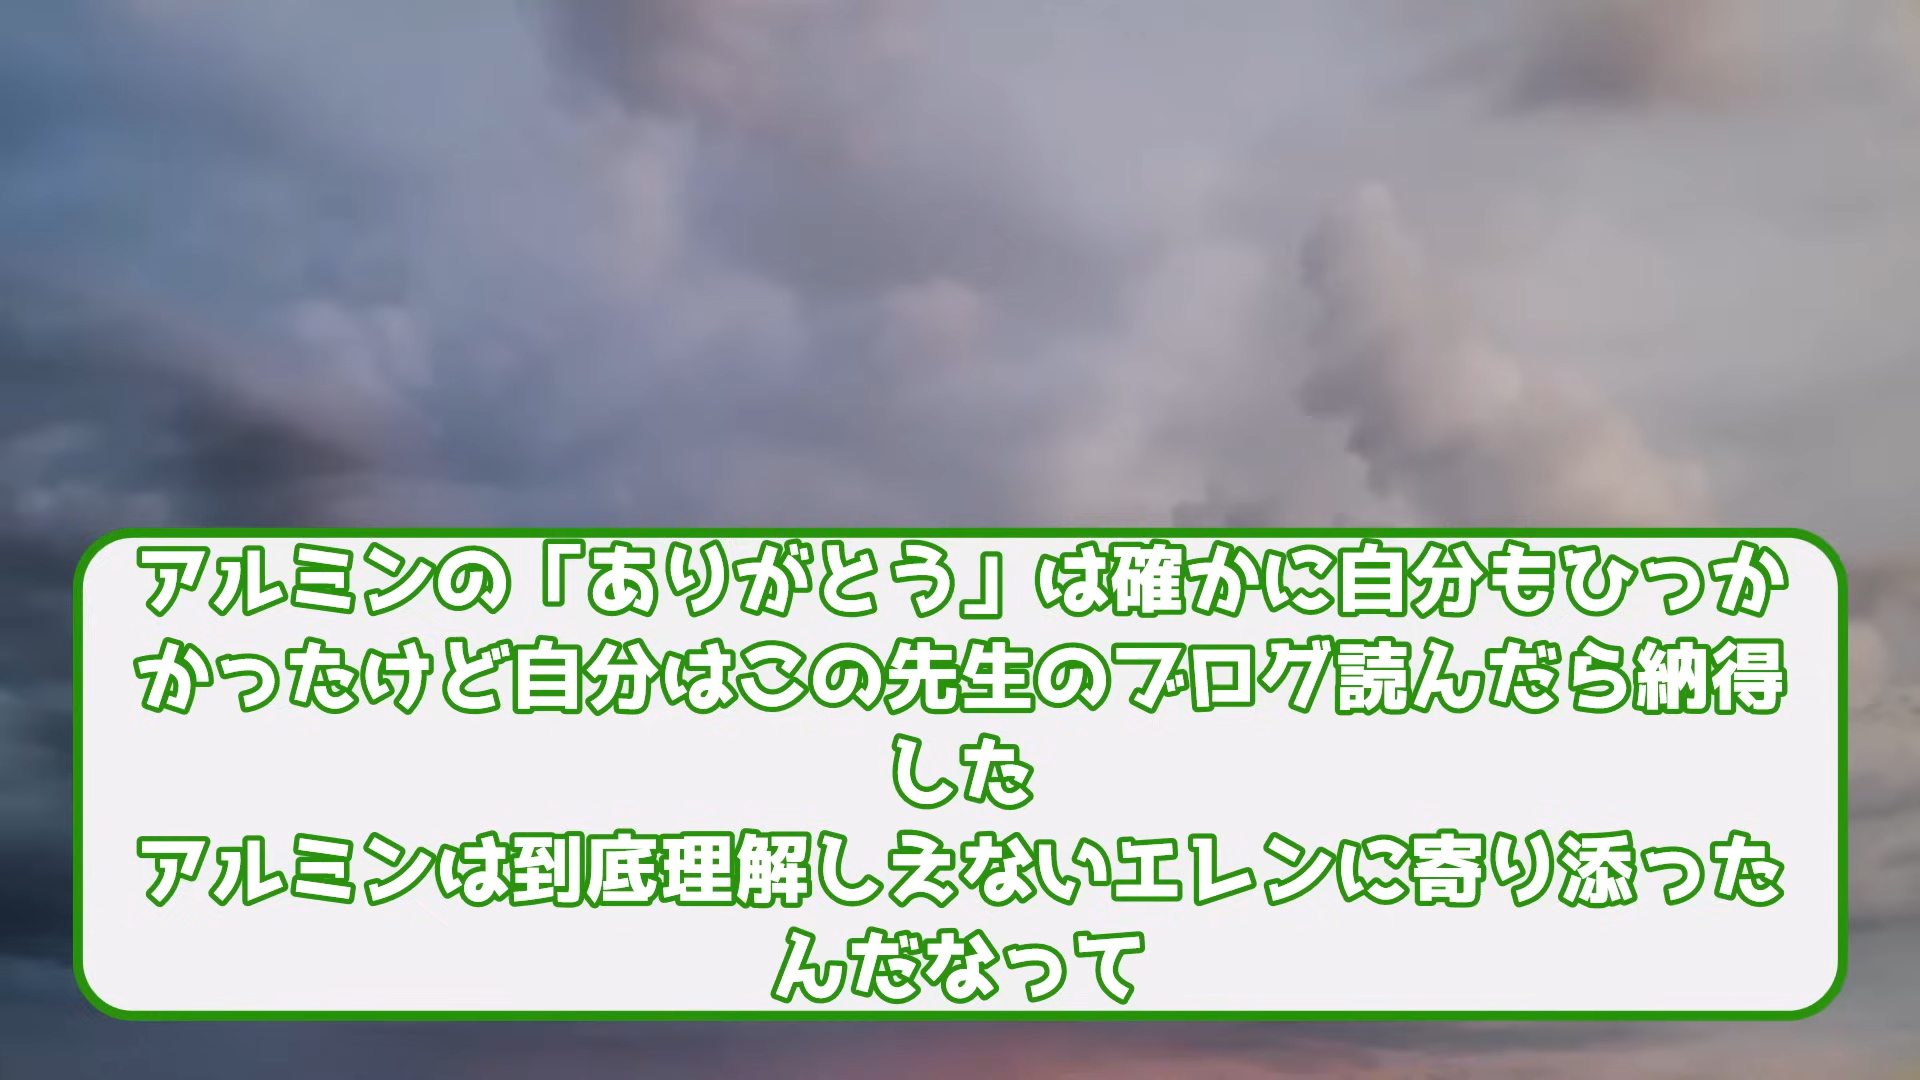 アルミンの「ありがとう」は確かに自分もひっか
かったけど自分はこの先生のブログ読んだら納得
した
アルミンは到底理解しえないエレンに寄り添った
んだなって